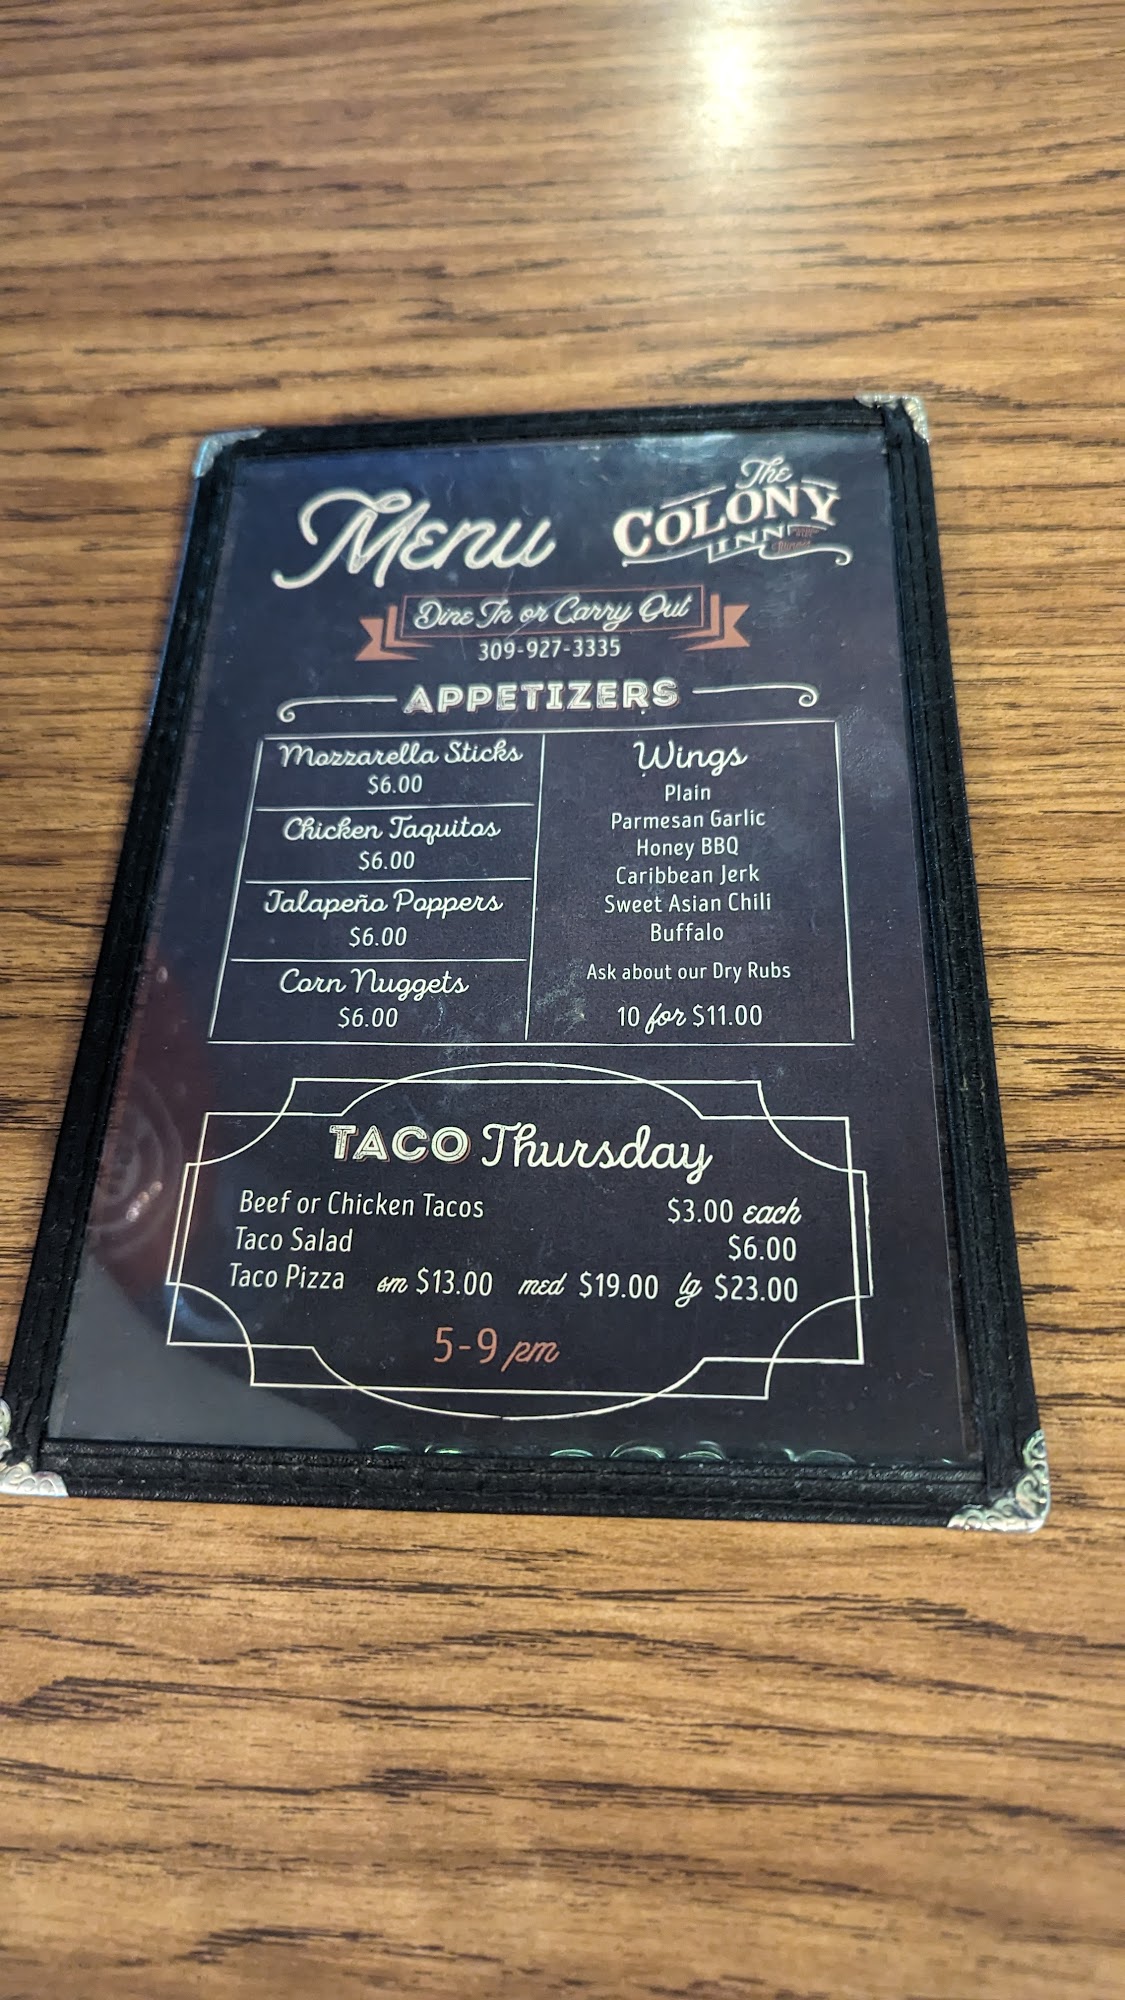 Menu
The
COLONY
INN
Dine In or Carry Out
309-927-3335
APPETIZERS
Mozzarella Sticks
$6.00
Chicken Taquitos
$6.00
Jalapeño Poppers
$6.00
Corn Nuggets
$6.00
Wings
Plain
Parmesan Garlic
Honey BBQ
Caribbean Jerk
Sweet Asian Chili
Buffalo
Ask about our Dry Rubs
10 for $11.00
TACO Thursday
Beef or Chicken Tacos $3.00 each
Taco Salad $6.00
Taco Pizza sm $13.00 med $19.00 lg $23.00
5-9 pm